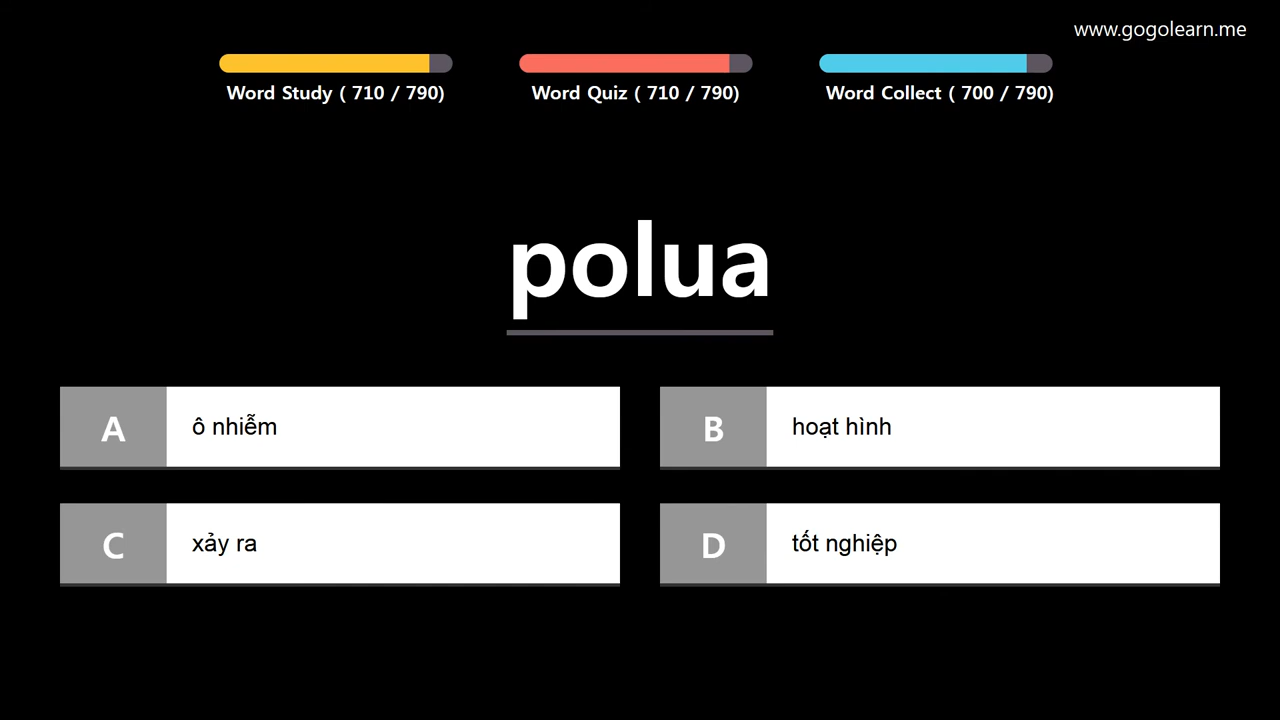 www.gogolearn.me
Word Study ( 710 / 790)
Word Quiz ( 710 / 790)
Word Collect ( 700 / 790)
polua
A ô nhiễm
B hoạt hình
C xảy ra
D tốt nghiệp